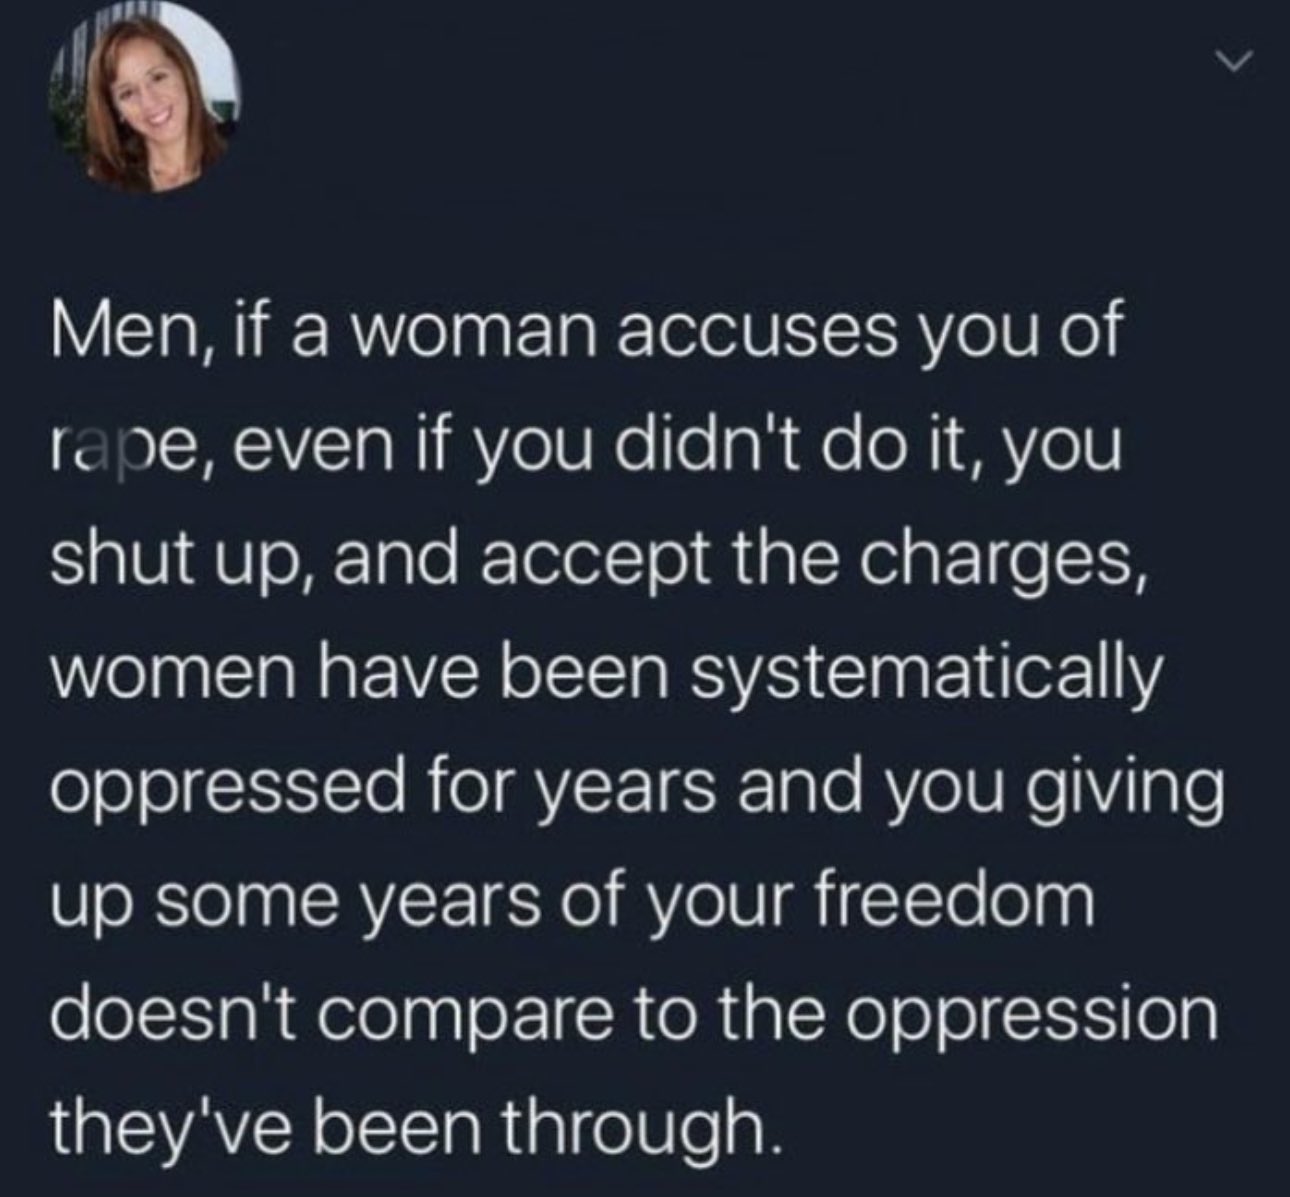 Men, if a woman accuses you of
rape, even if you didn't do it, you
shut up, and accept the charges,
women have been systematically
oppressed for years and you giving
up some years of your freedom
doesn't compare to the oppression
they've been through.